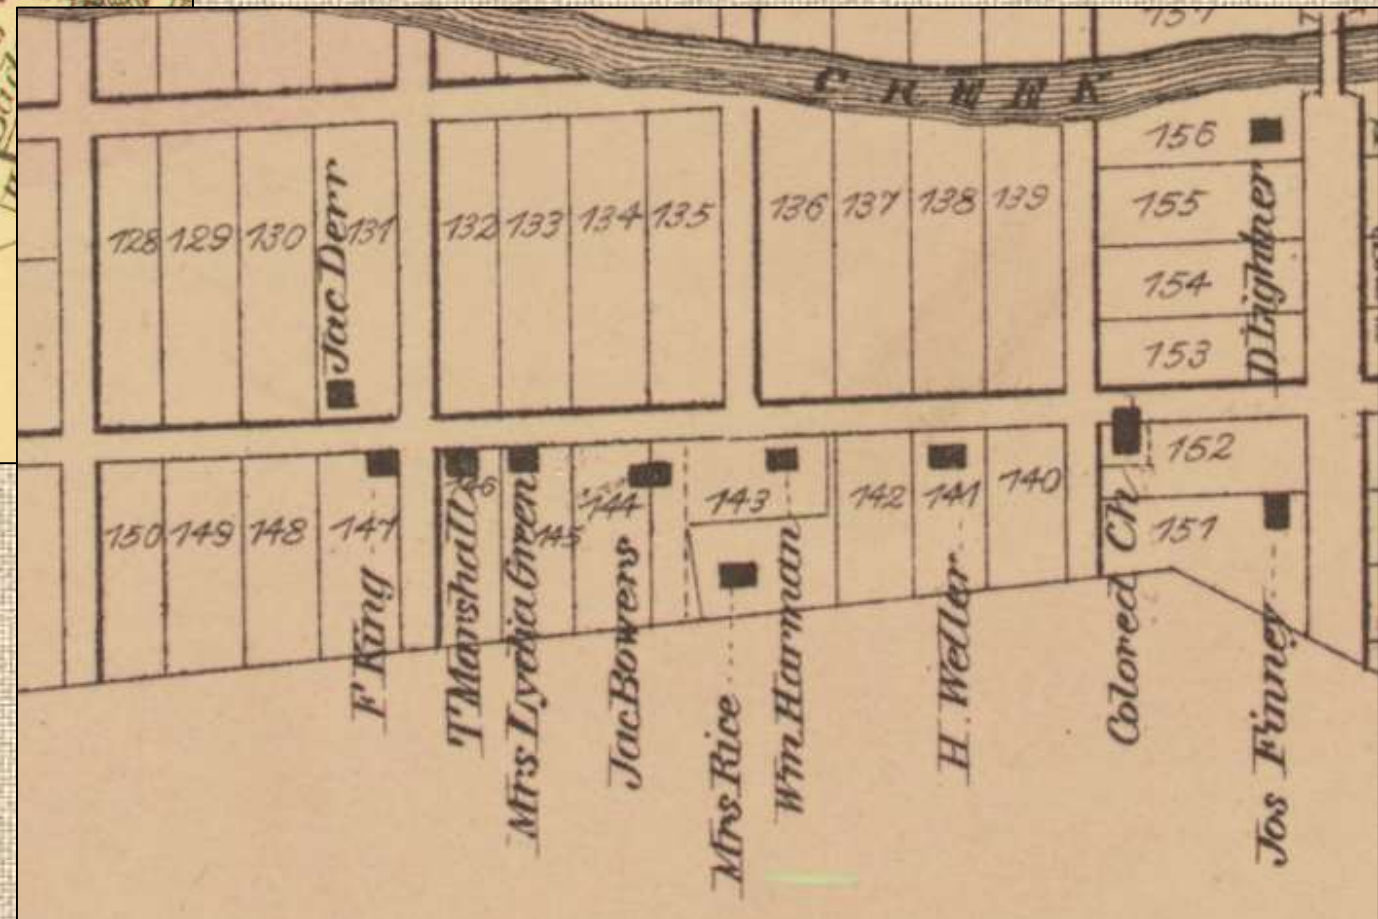 CREEK
156
155
154
153
128 129 130 131
Jac Derr
132 133 134 135
136 137 138 139
D Lighner
150 149 148 147
146
145
144
143
142 141 140
152
151
F King
T Marshall
Mrs Lydia Green
Jac Bowers
Mrs Rice
Wm Harman
H. Weller
Colored Ch
Jos Finney